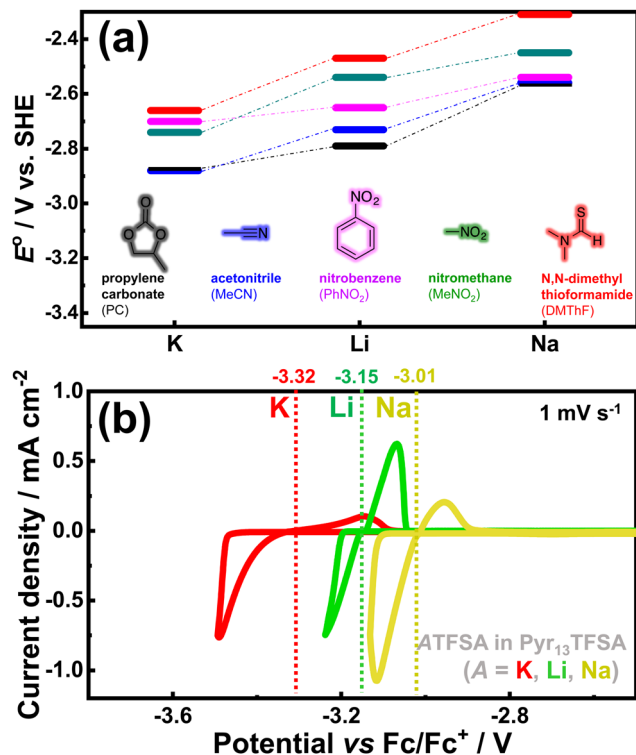 (a)
E° / V vs. SHE
-2.4
-2.6
-2.8
-3.0
-3.2
-3.4
O
O
O
N
NO₂
NO₂
S
N
H
propylene
carbonate
(PC)
acetonitrile
(MeCN)
nitrobenzene
(PhNO₂)
nitromethane
(MeNO₂)
N,N-dimethyl
thioformamide
(DMThF)
K
Li
Na
(b)
-3.32
-3.15
-3.01
K
Li
Na
1 mV s⁻¹
Current density / mA cm⁻²
1.0
0.5
0.0
-0.5
-1.0
ATFSA in Pyr₁₃TFSA
(A = K, Li, Na)
-3.6
-3.2
-2.8
Potential vs Fc/Fc⁺ / V